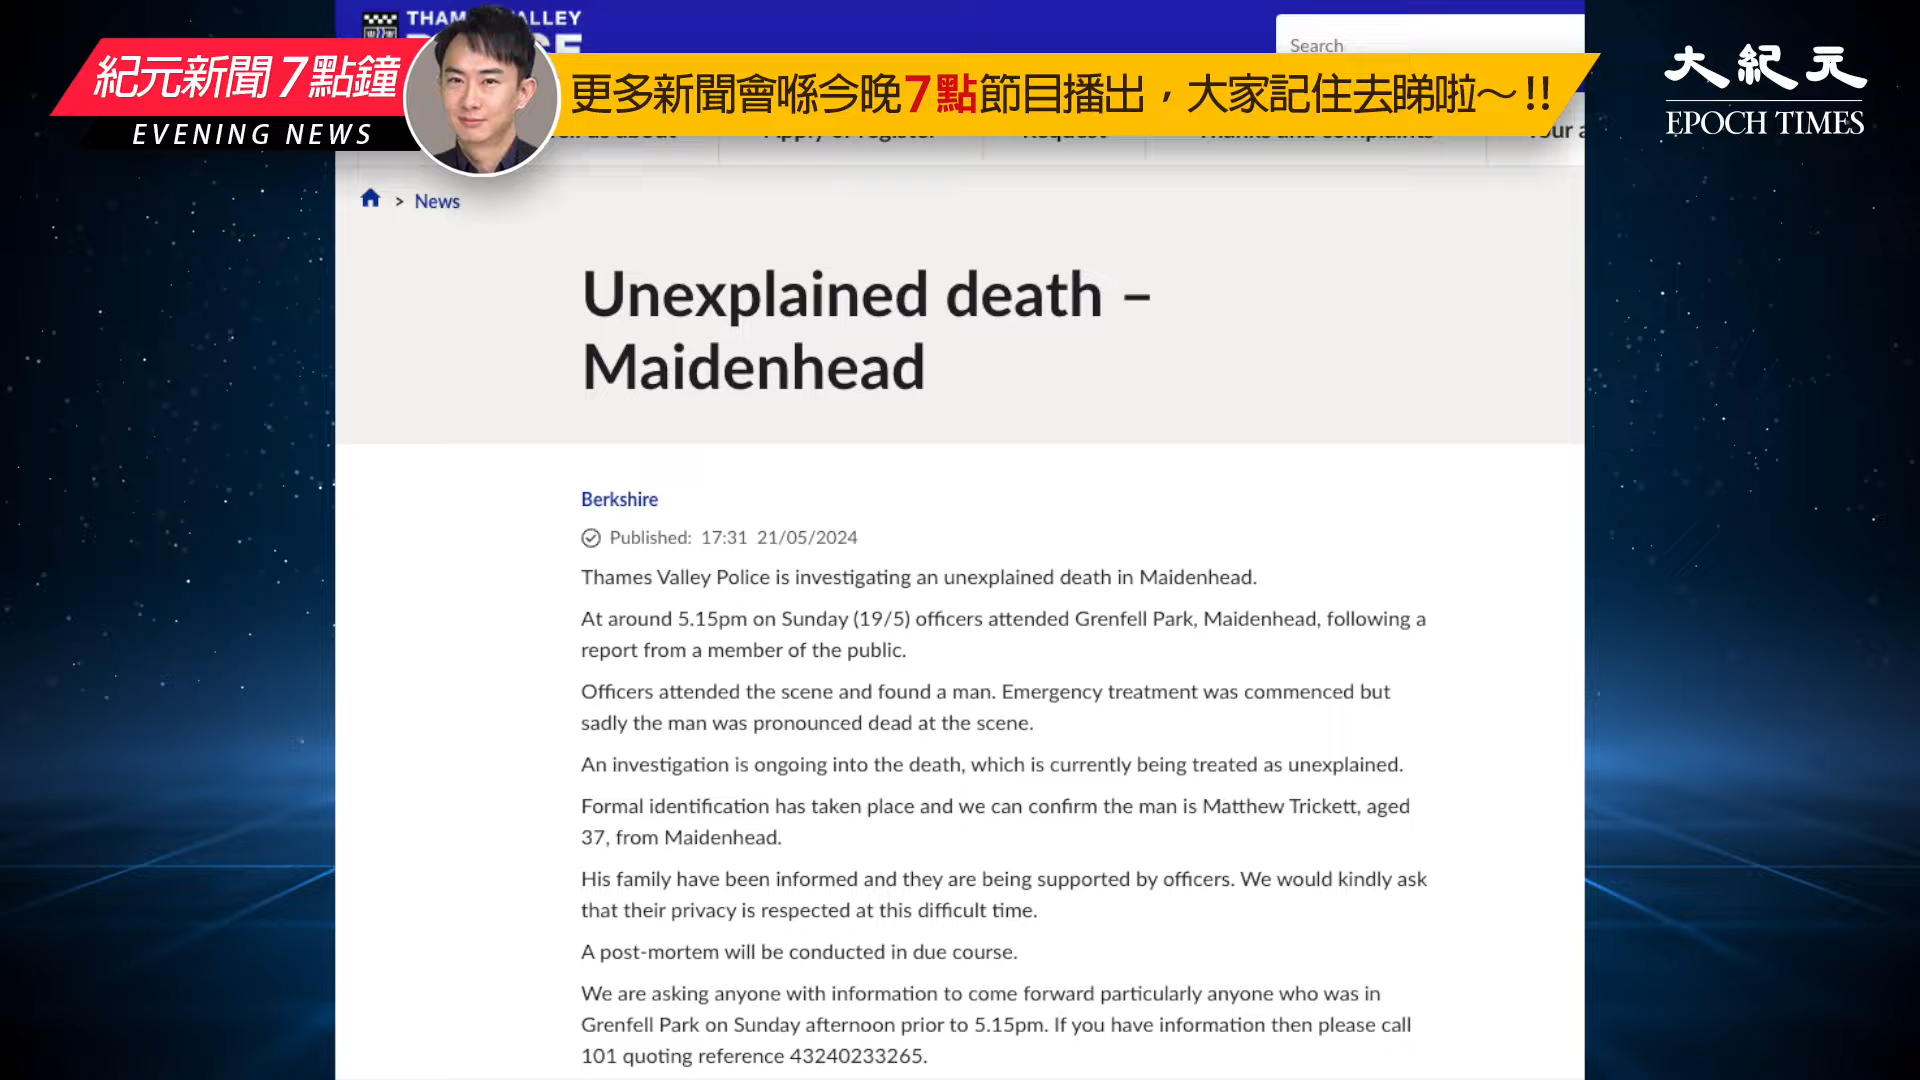 THAMES VALLEY
Search
紀元新聞7點鐘
EVENING NEWS
更多新聞會喺今晚7點節目播出，大家記住去睇啦～!!
大紀元
EPOCH TIMES
Apply or register
Request
Thanks and complaints
> News
Unexplained death –
Maidenhead
Berkshire
Published: 17:31 21/05/2024
Thames Valley Police is investigating an unexplained death in Maidenhead.
At around 5.15pm on Sunday (19/5) officers attended Grenfell Park, Maidenhead, following a
report from a member of the public.
Officers attended the scene and found a man. Emergency treatment was commenced but
sadly the man was pronounced dead at the scene.
An investigation is ongoing into the death, which is currently being treated as unexplained.
Formal identification has taken place and we can confirm the man is Matthew Trickett, aged
37, from Maidenhead.
His family have been informed and they are being supported by officers. We would kindly ask
that their privacy is respected at this difficult time.
A post-mortem will be conducted in due course.
We are asking anyone with information to come forward particularly anyone who was in
Grenfell Park on Sunday afternoon prior to 5.15pm. If you have information then please call
101 quoting reference 43240233265.